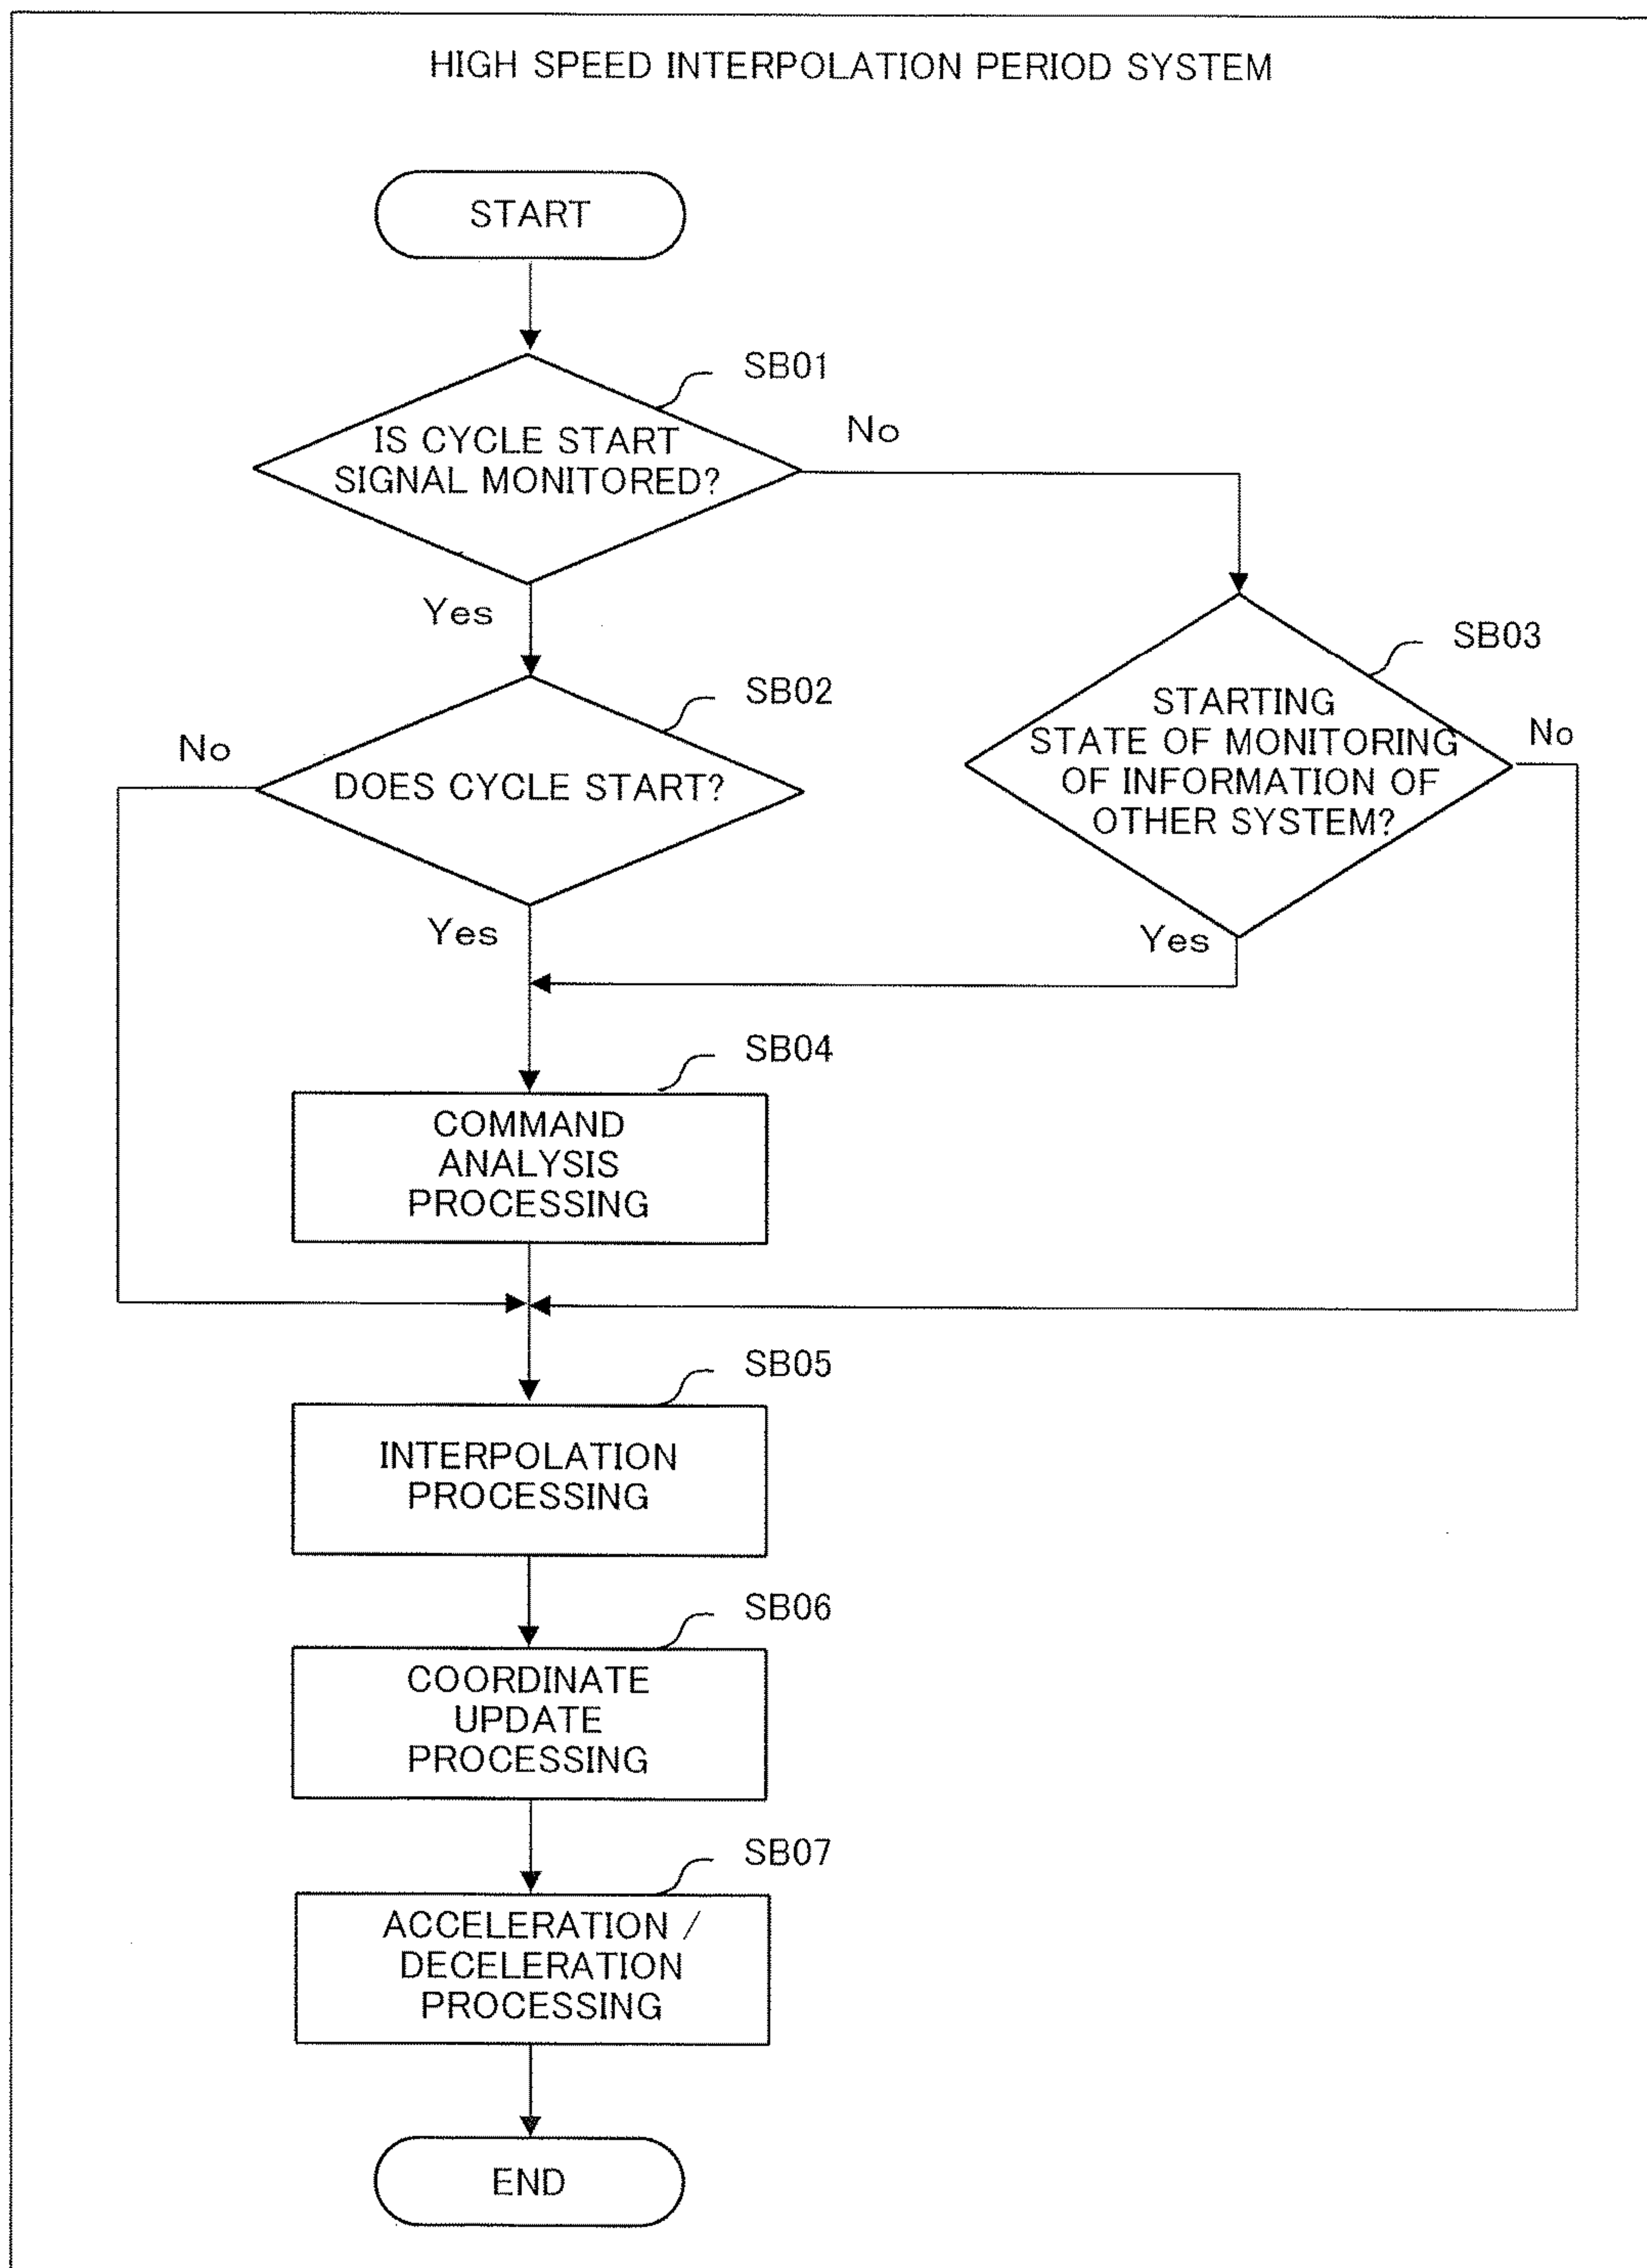 HIGH SPEED INTERPOLATION PERIOD SYSTEM
START
SB01
IS CYCLE START
SIGNAL MONITORED?
No
Yes
SB03
STARTING
STATE OF MONITORING
OF INFORMATION OF
OTHER SYSTEM?
No
Yes
SB02
No
DOES CYCLE START?
Yes
SB04
COMMAND
ANALYSIS
PROCESSING
SB05
INTERPOLATION
PROCESSING
SB06
COORDINATE
UPDATE
PROCESSING
SB07
ACCELERATION /
DECELERATION
PROCESSING
END